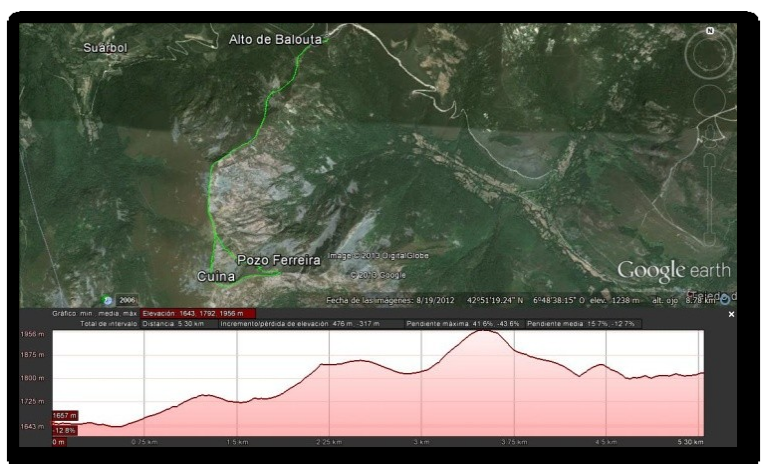 N
Suarbol
Alto de Balouta
Pozo Ferreira
Cuina
Image © 2013 DigitalGlobe
© 2013 Google
Google earth
Tejedo d
2006
Fecha de las imágenes: 8/19/2012 42°51'19.24" N 6°48'38.15" O elev. 1238 m alt. ojo 8.78 km
Gráfico: mín., media, máx. Elevación: 1643, 1792, 1956 m
Total de intervalo: Distancia: 5.30 km Incremento/pérdida de elevación: 476 m, -317 m Pendiente máxima: 41.6%, -43.6% Pendiente media: 15.7%, -12.7%
1956 m
1875 m
1800 m
1725 m
1643 m
1657 m
-12.8%
0 m 0.75 km 1.5 km 2.25 km 3 km 3.75 km 4.5 km 5.30 km